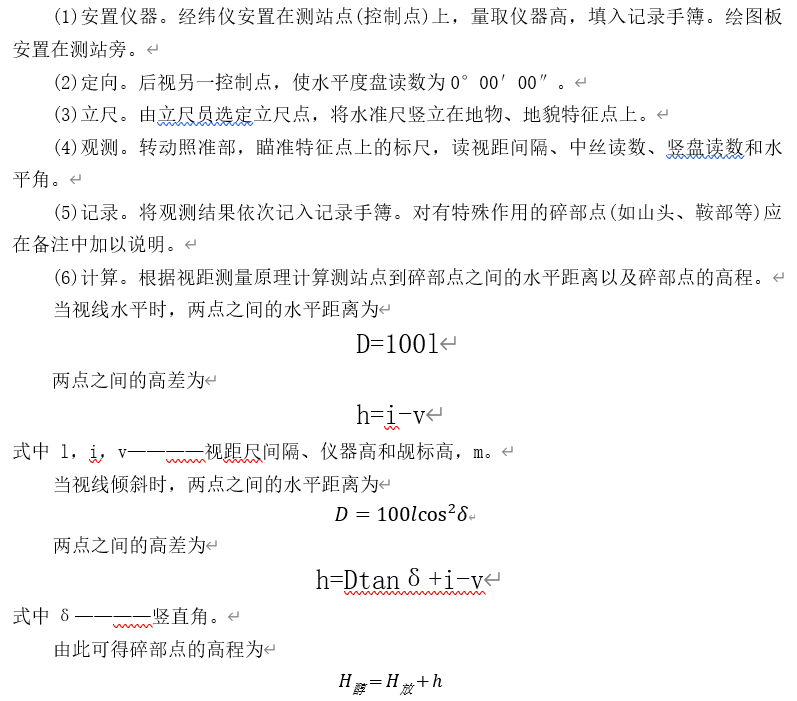 (1)安置仪器。经纬仪安置在测站点(控制点)上，量取仪器高，填入记录手簿。绘图板
安置在测站旁。
(2)定向。后视另一控制点，使水平度盘读数为0° 00′ 00″。
(3)立尺。由立尺员选定立尺点，将水准尺竖立在地物、地貌特征点上。
(4)观测。转动照准部，瞄准特征点上的标尺，读视距间隔、中丝读数、竖盘读数和水
平角。
(5)记录。将观测结果依次记入记录手簿。对有特殊作用的碎部点(如山头、鞍部等)应
在备注中加以说明。
(6)计算。根据视距测量原理计算测站点到碎部点之间的水平距离以及碎部点的高程。
当视线水平时，两点之间的水平距离为
D=100l
两点之间的高差为
h=i-v
式中 l，i，v————视距尺间隔、仪器高和觇标高，m。
当视线倾斜时，两点之间的水平距离为
D = 100lcos²δ
两点之间的高差为
h=Dtanδ+i-v
式中 δ————竖直角。
由此可得碎部点的高程为
H酵=H放+h